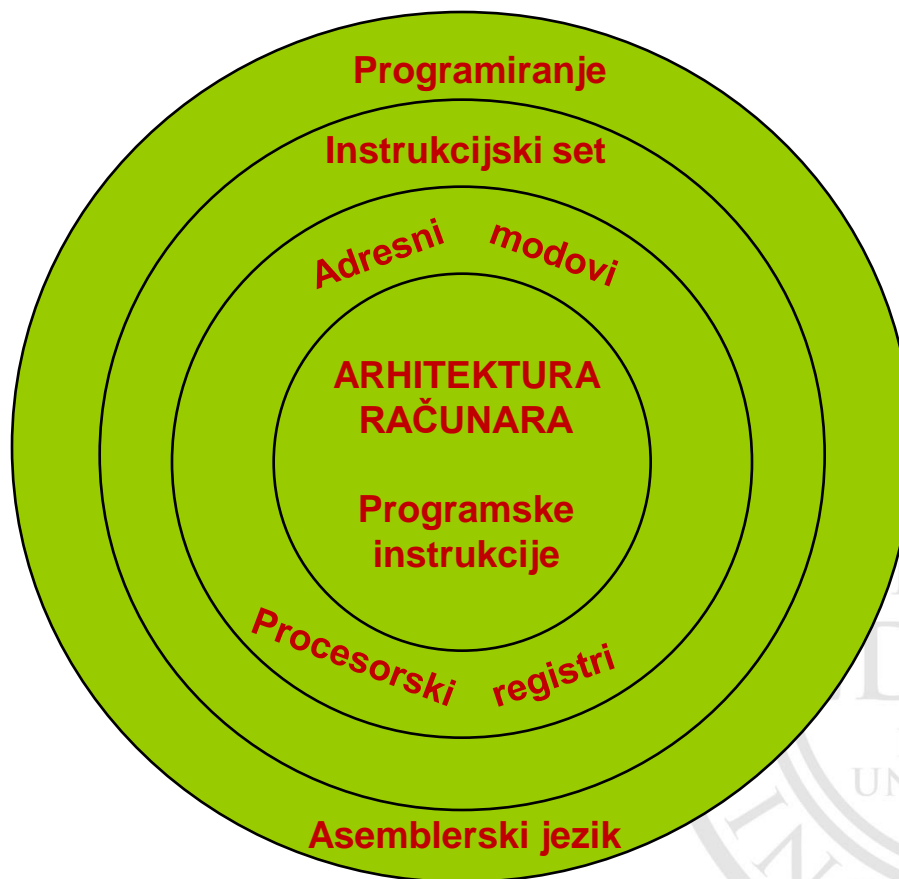 Programiranje
Instrukcijski set
Adresni modovi
ARHITEKTURA
RAČUNARA
Programske
instrukcije
Procesorski registri
Asemblerski jezik